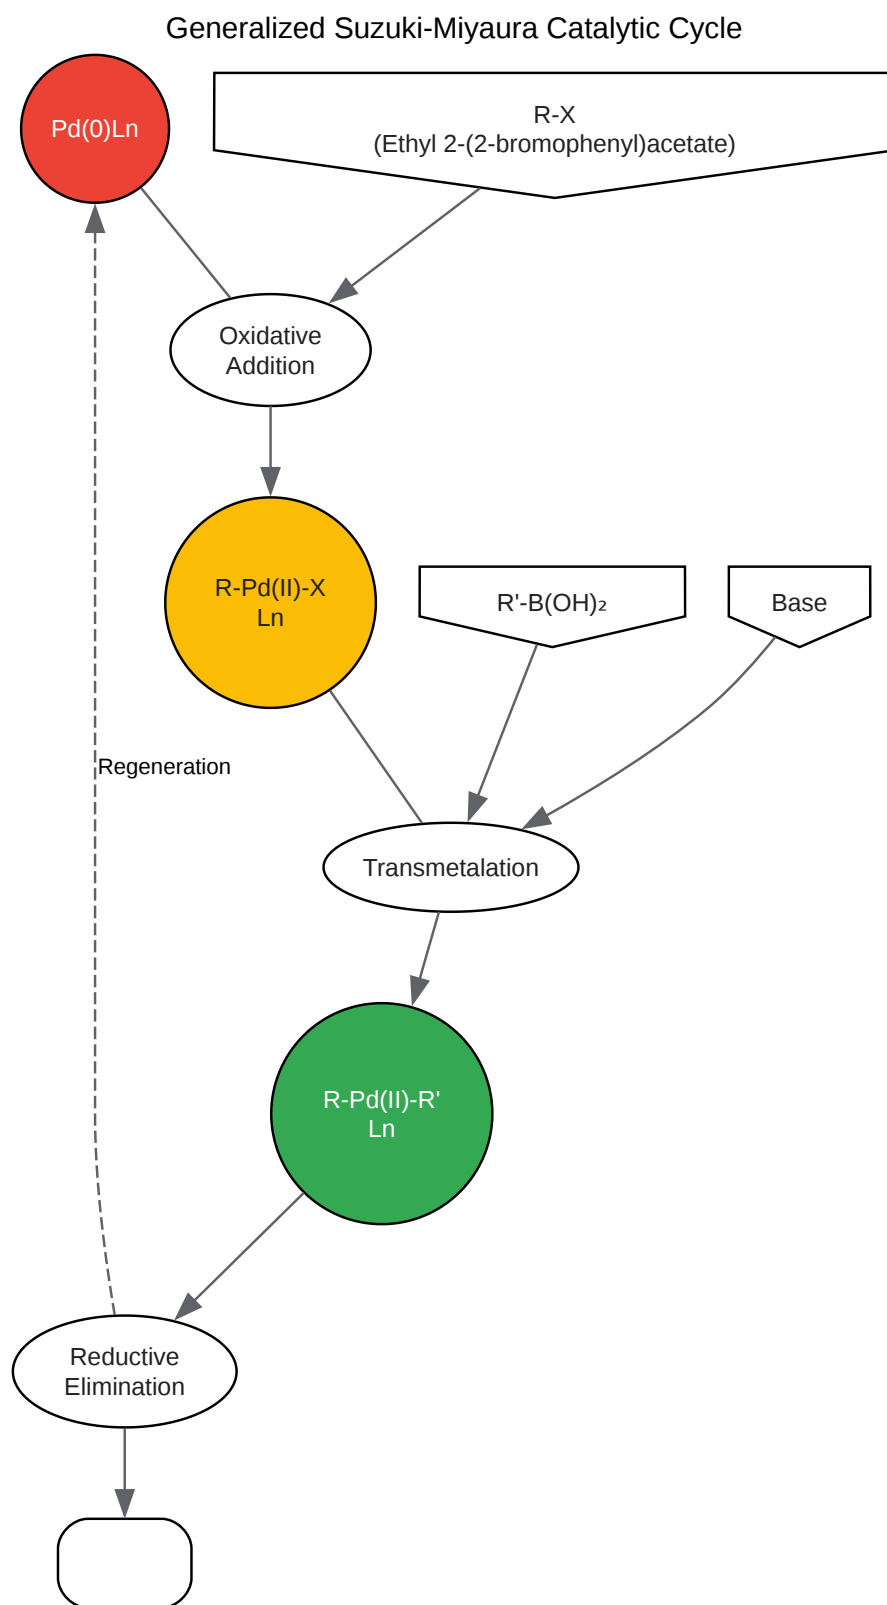 Generalized Suzuki-Miyaura Catalytic Cycle
Pd(0)Ln
R-X
(Ethyl 2-(2-bromophenyl)acetate)
Oxidative
Addition
R-Pd(II)-X
Ln
R'-B(OH)₂
Base
Regeneration
Transmetalation
R-Pd(II)-R'
Ln
Reductive
Elimination